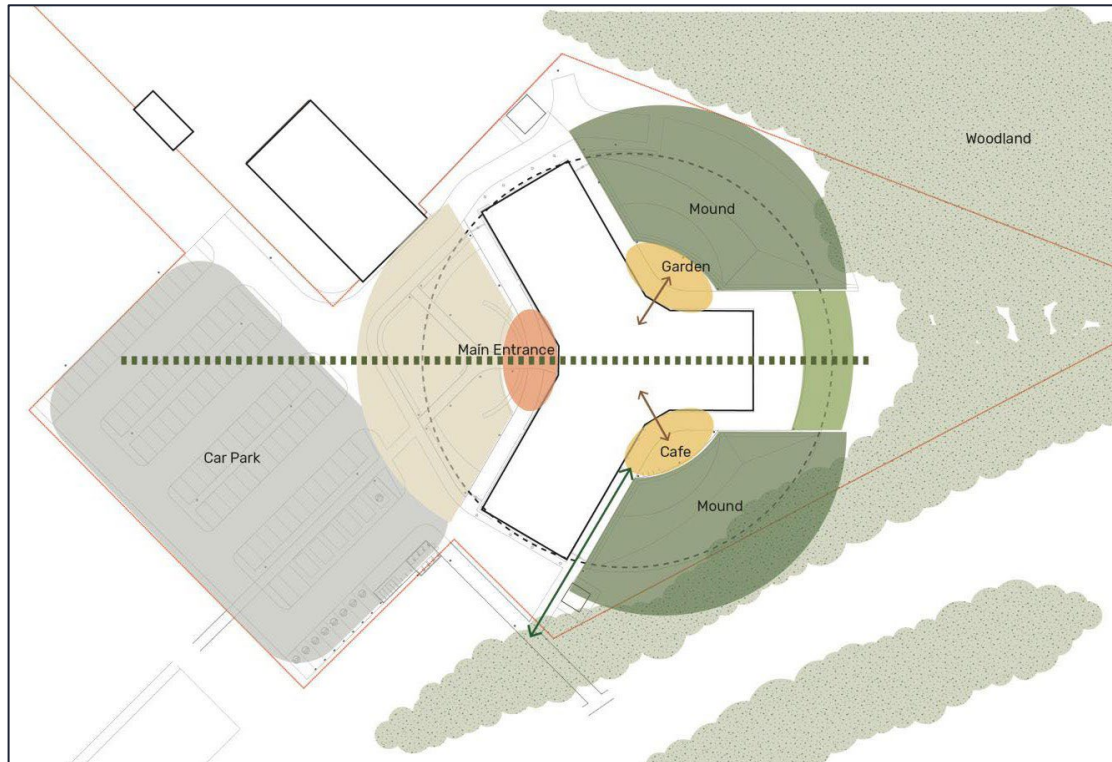 Woodland
Mound
Garden
Main Entrance
Cafe
Car Park
Mound